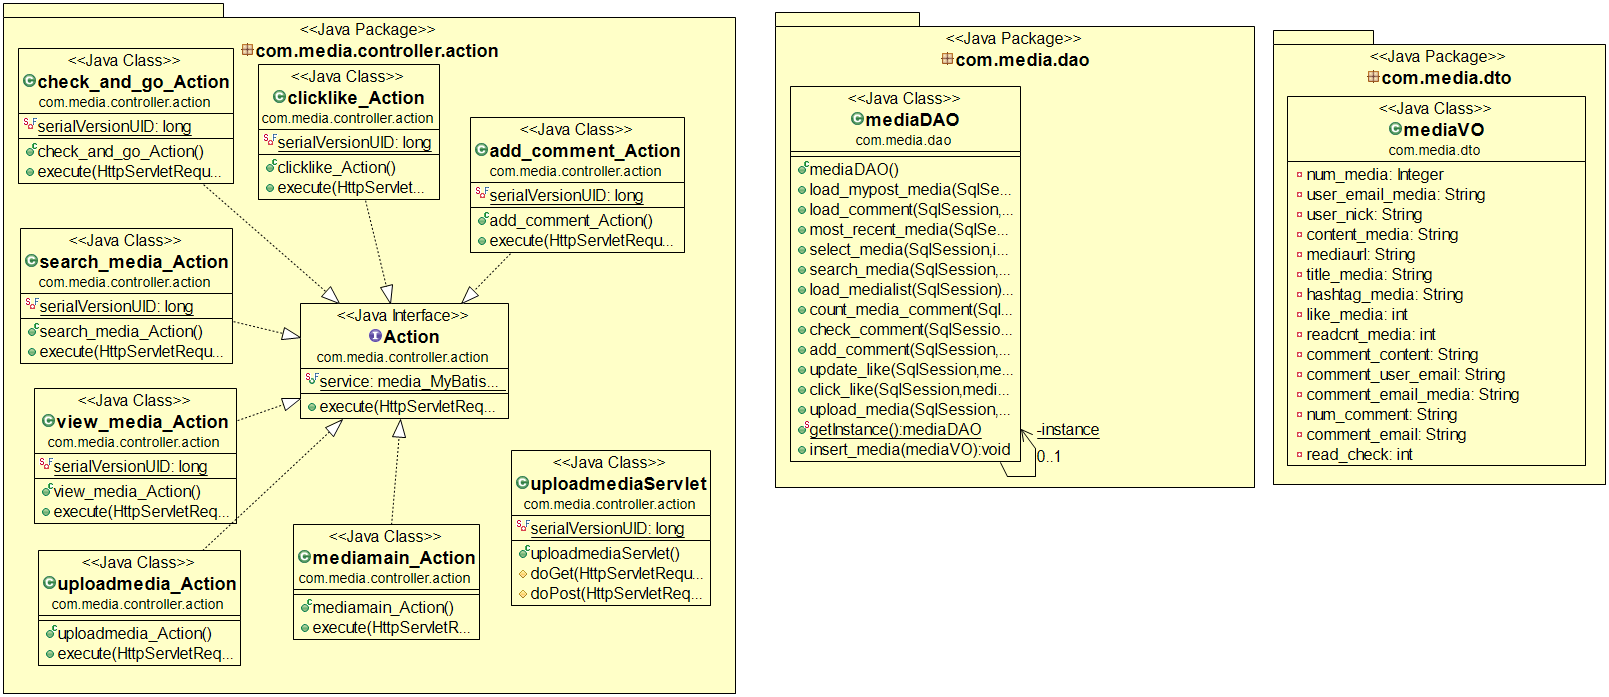 <<Java Package>>
com.media.controller.action
<<Java Class>>
check_and_go_Action
com.media.controller.action
serialVersionUID: long
check_and_go_Action()
execute(HttpServletRequ...
<<Java Class>>
clicklike_Action
com.media.controller.action
serialVersionUID: long
clicklike_Action()
execute(HttpServlet...
<<Java Class>>
add_comment_Action
com.media.controller.action
serialVersionUID: long
add_comment_Action()
execute(HttpServletRequ...
<<Java Class>>
search_media_Action
com.media.controller.action
serialVersionUID: long
search_media_Action()
execute(HttpServletRequ...
<<Java Interface>>
Action
com.media.controller.action
service: media_MyBatis...
execute(HttpServletReq...
<<Java Class>>
view_media_Action
com.media.controller.action
serialVersionUID: long
view_media_Action()
execute(HttpServletRequ...
<<Java Class>>
uploadmedia_Action
com.media.controller.action
uploadmedia_Action()
execute(HttpServletReq...
<<Java Class>>
mediamain_Action
com.media.controller.action
mediamain_Action()
execute(HttpServletR...
<<Java Class>>
uploadmediaServlet
com.media.controller.action
serialVersionUID: long
uploadmediaServlet()
doGet(HttpServletRequ...
doPost(HttpServletReq...
<<Java Package>>
com.media.dao
<<Java Class>>
mediaDAO
com.media.dao
mediaDAO()
load_mypost_media(SqlSe...
load_comment(SqlSession,...
most_recent_media(SqlSe...
select_media(SqlSession,i...
search_media(SqlSession,...
load_medialist(SqlSession)...
count_media_comment(Sql...
check_comment(SqlSessio...
add_comment(SqlSession,...
update_like(SqlSession,me...
click_like(SqlSession,medi...
upload_media(SqlSession,...
getInstance():mediaDAO
insert_media(mediaVO):void
-instance
0..1
<<Java Package>>
com.media.dto
<<Java Class>>
mediaVO
com.media.dto
num_media: Integer
user_email_media: String
user_nick: String
content_media: String
mediaurl: String
title_media: String
hashtag_media: String
like_media: int
readcnt_media: int
comment_content: String
comment_user_email: String
comment_email_media: String
num_comment: String
comment_email: String
read_check: int